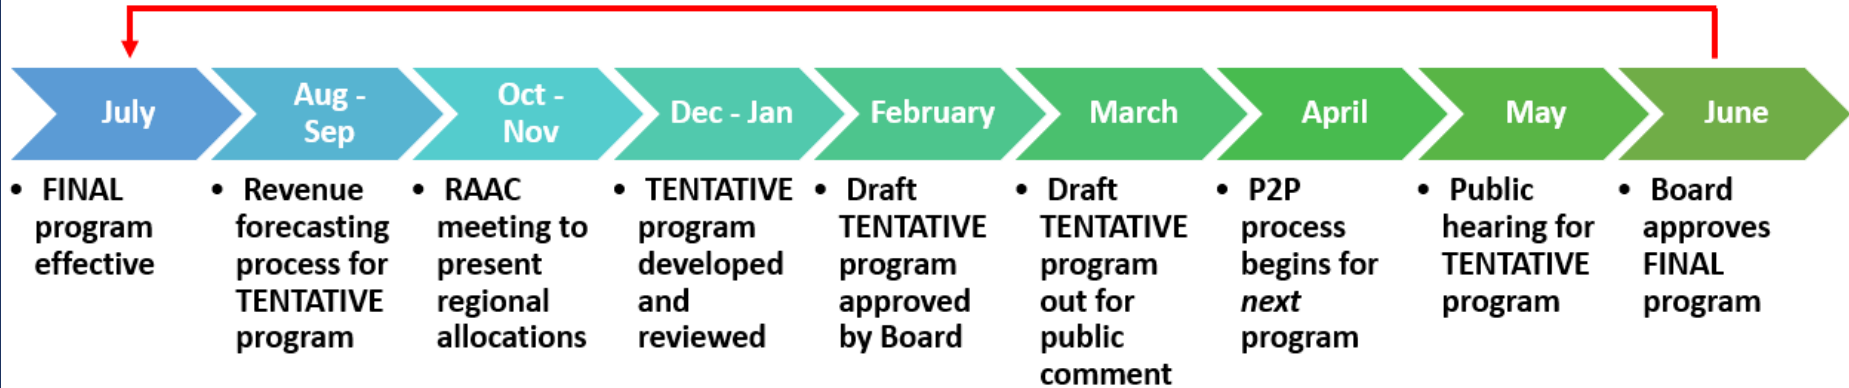 July
Aug -
Sep
Oct -
Nov
Dec - Jan
February
March
April
May
June
• FINAL
program
effective
• Revenue
forecasting
process for
TENTATIVE
program
• RAAC
meeting to
present
regional
allocations
• TENTATIVE
program
developed
and
reviewed
• Draft
TENTATIVE
program
approved
by Board
• Draft
TENTATIVE
program
out for
public
comment
• P2P
process
begins for
next
program
• Public
hearing for
TENTATIVE
program
• Board
approves
FINAL
program